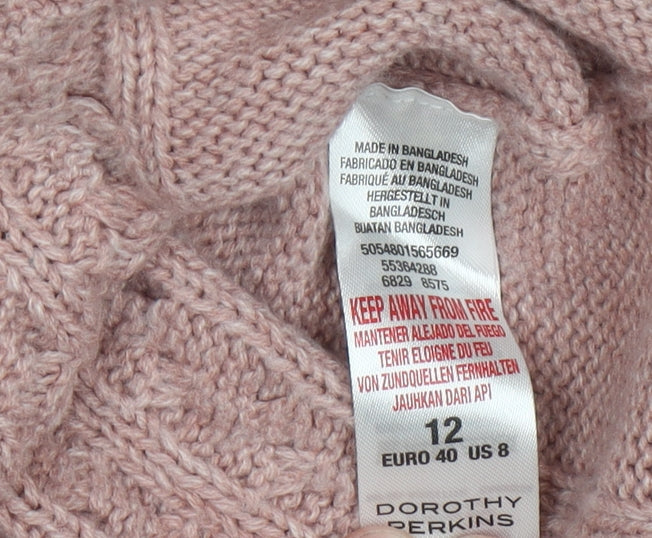 MADE IN BANGLADESH
FABRICADO EN BANGLADESH
FABRIQUÉ AU BANGLADESH
HERGESTELLT IN
BANGLADESCH
BUATAN BANGLADESH
5054801565669
55364288
6829 8575
KEEP AWAY FROM FIRE
MANTENER ALEJADO DEL FUEGO
TENIR ELOIGNE DU FEU
VON ZUNDQUELLEN FERNHALTEN
JAUHKAN DARI API
12
EURO 40 US 8
DOROTHY
PERKINS